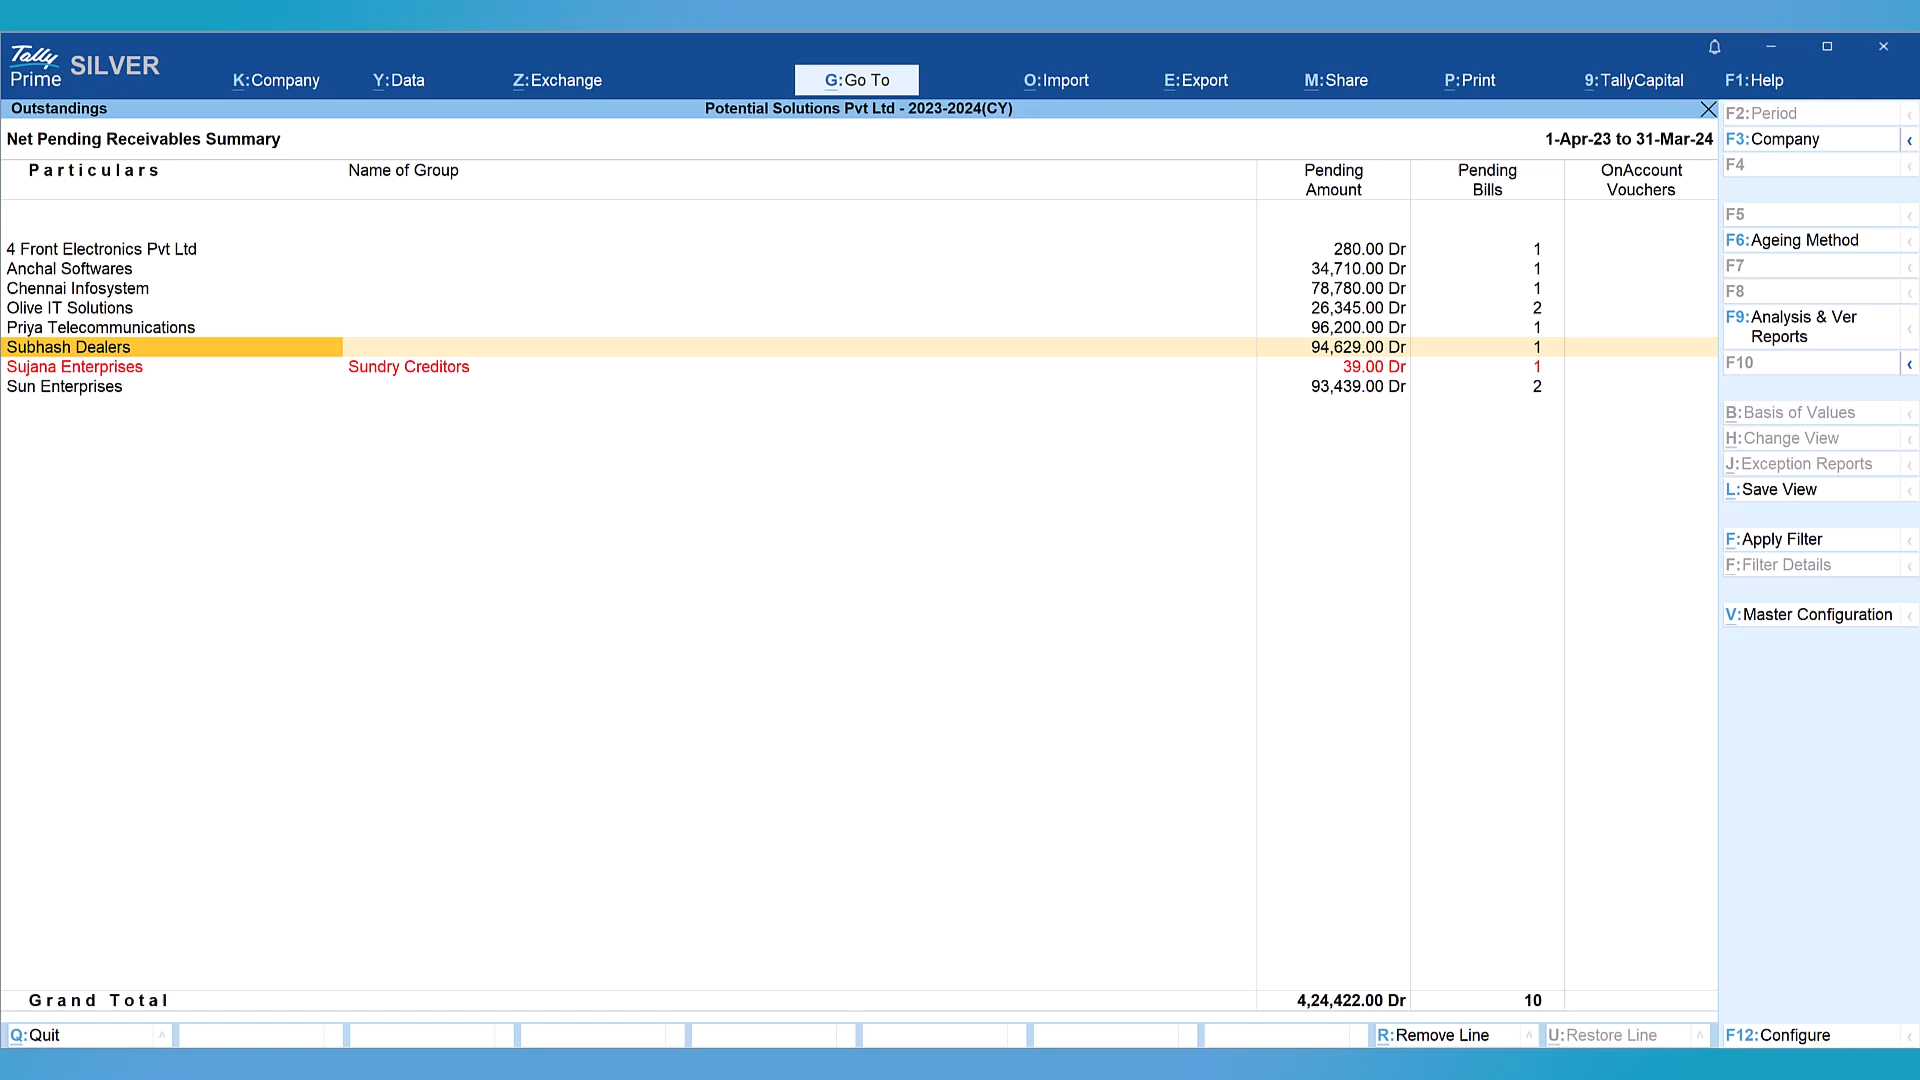 Tally
Prime SILVER
K:Company Y:Data Z:Exchange G:Go To O:Import E:Export M:Share P:Print 9:TallyCapital F1:Help
Outstandings Potential Solutions Pvt Ltd - 2023-2024(CY)
Net Pending Receivables Summary 1-Apr-23 to 31-Mar-24
Particulars Name of Group Pending Amount Pending Bills OnAccount Vouchers
4 Front Electronics Pvt Ltd 280.00 Dr 1
Anchal Softwares 34,710.00 Dr 1
Chennai Infosystem 78,780.00 Dr 1
Olive IT Solutions 26,345.00 Dr 2
Priya Telecommunications 96,200.00 Dr 1
Subhash Dealers 94,629.00 Dr 1
Sujana Enterprises Sundry Creditors 39.00 Dr 1
Sun Enterprises 93,439.00 Dr 2
Grand Total 4,24,422.00 Dr 10
F2:Period
F3:Company
F4
F5
F6:Ageing Method
F7
F8
F9:Analysis & Ver
Reports
F10
B:Basis of Values
H:Change View
J:Exception Reports
L:Save View
F:Apply Filter
F:Filter Details
V:Master Configuration
Q:Quit R:Remove Line U:Restore Line F12:Configure